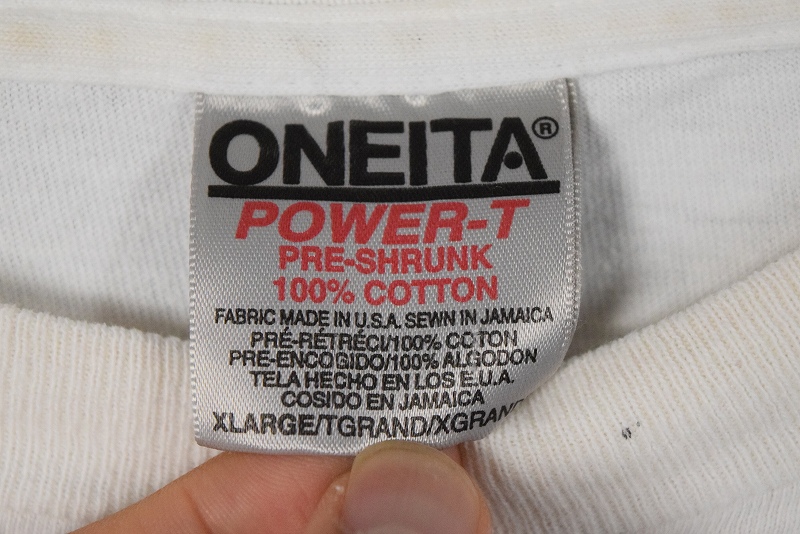 ONEITA®
POWER-T
PRE-SHRUNK
100% COTTON
FABRIC MADE IN U.S.A. SEWN IN JAMAICA
PRÉ-RÉTRÉCI/100% COTON
PRE-ENCOGIDO/100% ALGODON
TELA HECHO EN LOS E.U.A.
COSIDO EN JAMAICA
XLARGE/TGRAND/XGRAND